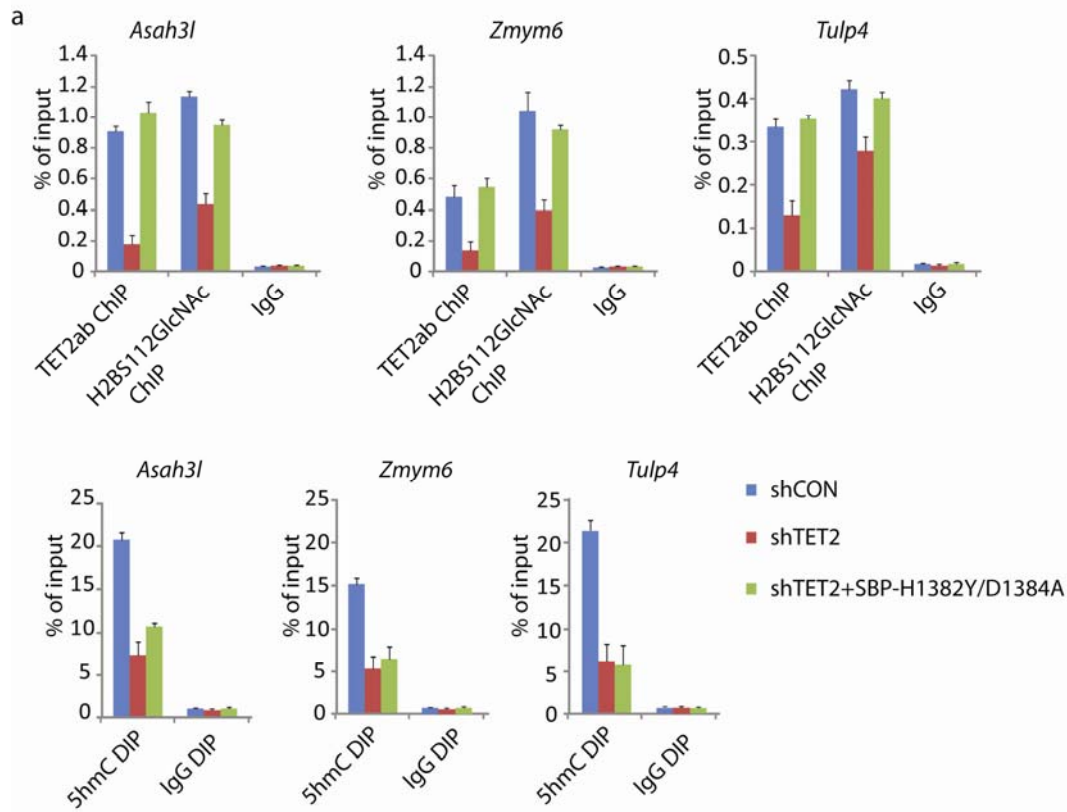 a
Asah3l
% of input
1.4
1.2
1.0
0.8
0.6
0.4
0.2
0
TET2ab ChIP
H2BS112GlcNAc
ChIP
IgG
Zmym6
% of input
1.4
1.2
1.0
0.8
0.6
0.4
0.2
0
TET2ab ChIP
H2BS112GlcNAc
ChIP
IgG
Tulp4
% of input
0.5
0.4
0.3
0.2
0.1
0
TET2ab ChIP
H2BS112GlcNAc
ChIP
IgG
Asah3l
% of input
25
20
15
10
5
0
5hmC DIP
IgG DIP
Zmym6
% of input
25
20
15
10
5
0
5hmC DIP
IgG DIP
Tulp4
% of input
25
20
15
10
5
0
5hmC DIP
IgG DIP
shCON
shTET2
shTET2+SBP-H1382Y/D1384A